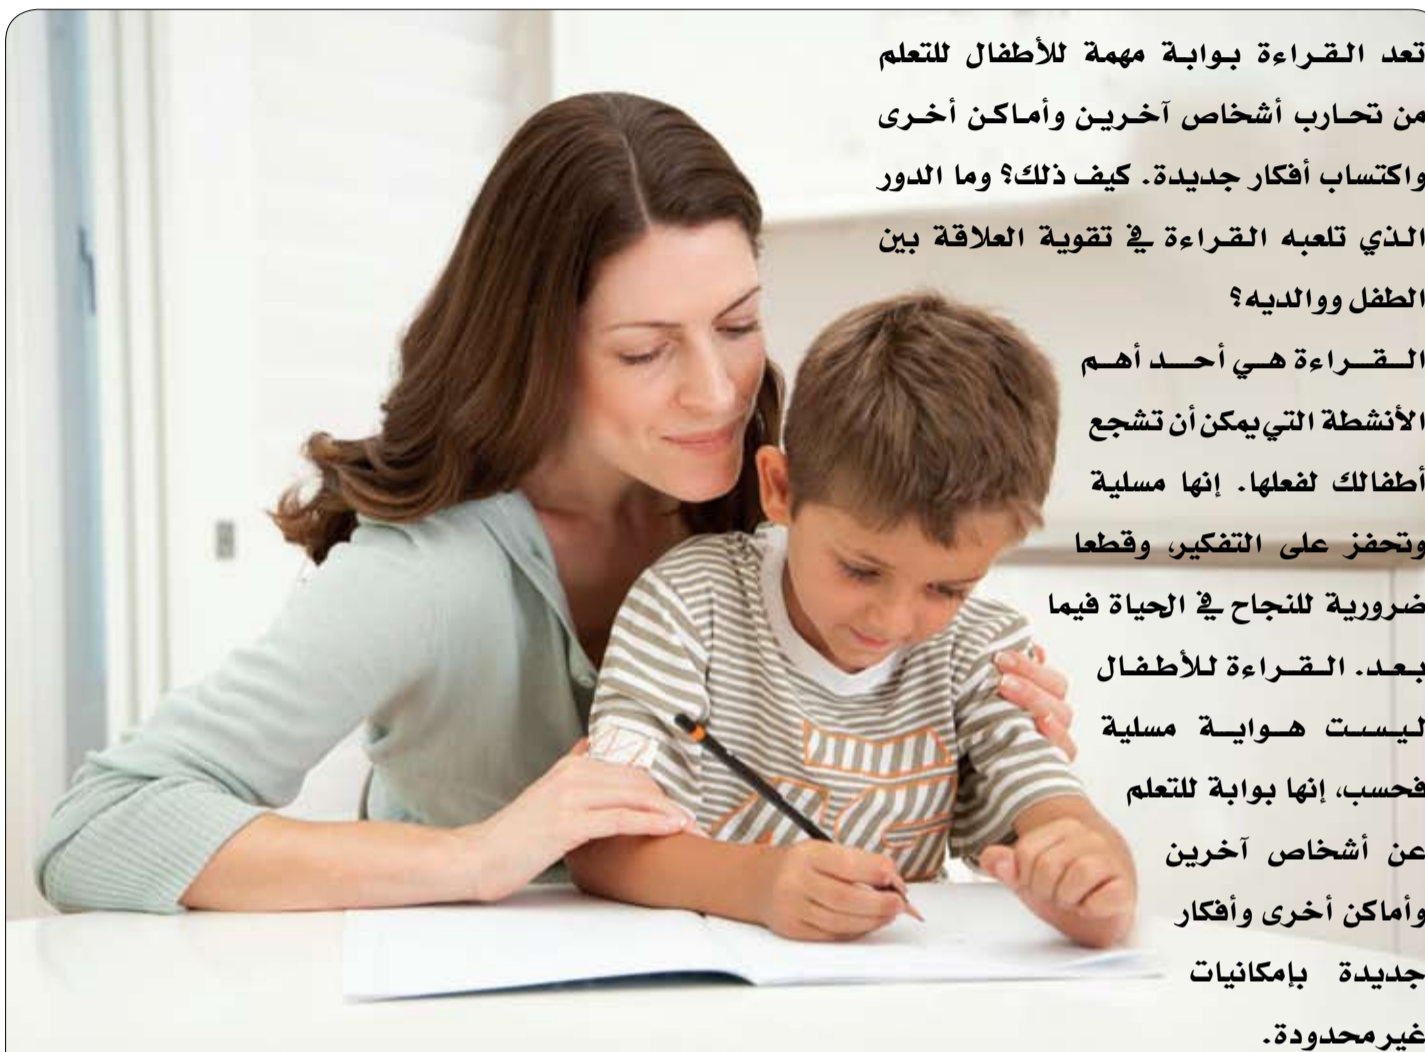 تعد القراءة بوابة مهمة للأطفال للتعلم
من تحارب أشخاص آخرين وأماكن أخرى
واكتساب أفكار جديدة. كيف ذلك؟ وما الدور
الذي تلعبه القراءة في تقوية العلاقة بين
الطفل ووالديه؟
القراءة هي أحد أهم
الأنشطة التي يمكن أن تشجع
أطفالك لفعلها. إنها مسلية
وتحفز على التفكير، وقطعا
ضرورية للنجاح في الحياة فيما
بعد. القراءة للأطفال
ليست هواية مسلية
فحسب، إنها بوابة للتعلم
عن أشخاص آخرين
وأماكن أخرى وأفكار
جديدة بإمكانيات
غير محدودة.